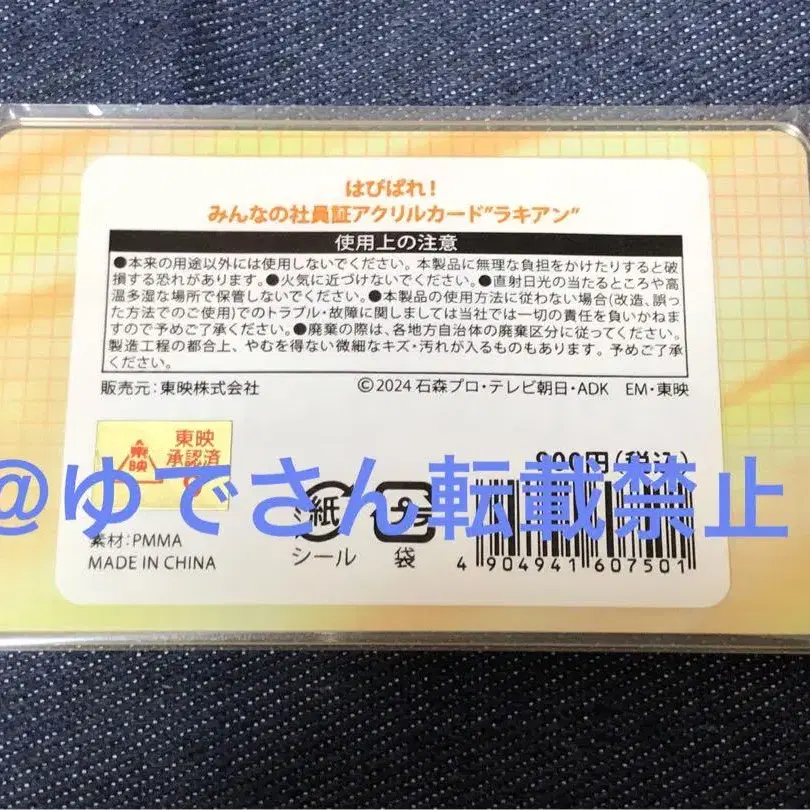 はぴぱれ!
みんなの社員証アクリルカード"ラキアン"
使用上の注意
●本来の用途以外には使用しないでください。本製品に無理な負担をかけたりすると破
損する恐れがあります。●火気に近づけないでください。●直射日光の当たるところや高
温多湿な場所で保管しないでください。●本製品の使用方法に従わない場合(改造、誤っ
た方法でのご使用)でのトラブル・故障に関しましては当社では一切の責任を負いかねま
すので予めご了承ください。●廃棄の際は、各地方自治体の廃棄区分に従ってください。
製造工程の都合上、やむを得ない微細なキズ・汚れが入るものもあります。予めご了承
ください。
販売元:東映株式会社
©2024 石森プロ・テレビ朝日・ADK EM・東映
東映
東映
承認済
900円(税込)
@ゆでさん転載禁止
紙
プラ
シール
袋
素材:PMMA
MADE IN CHINA
4 904941 607501